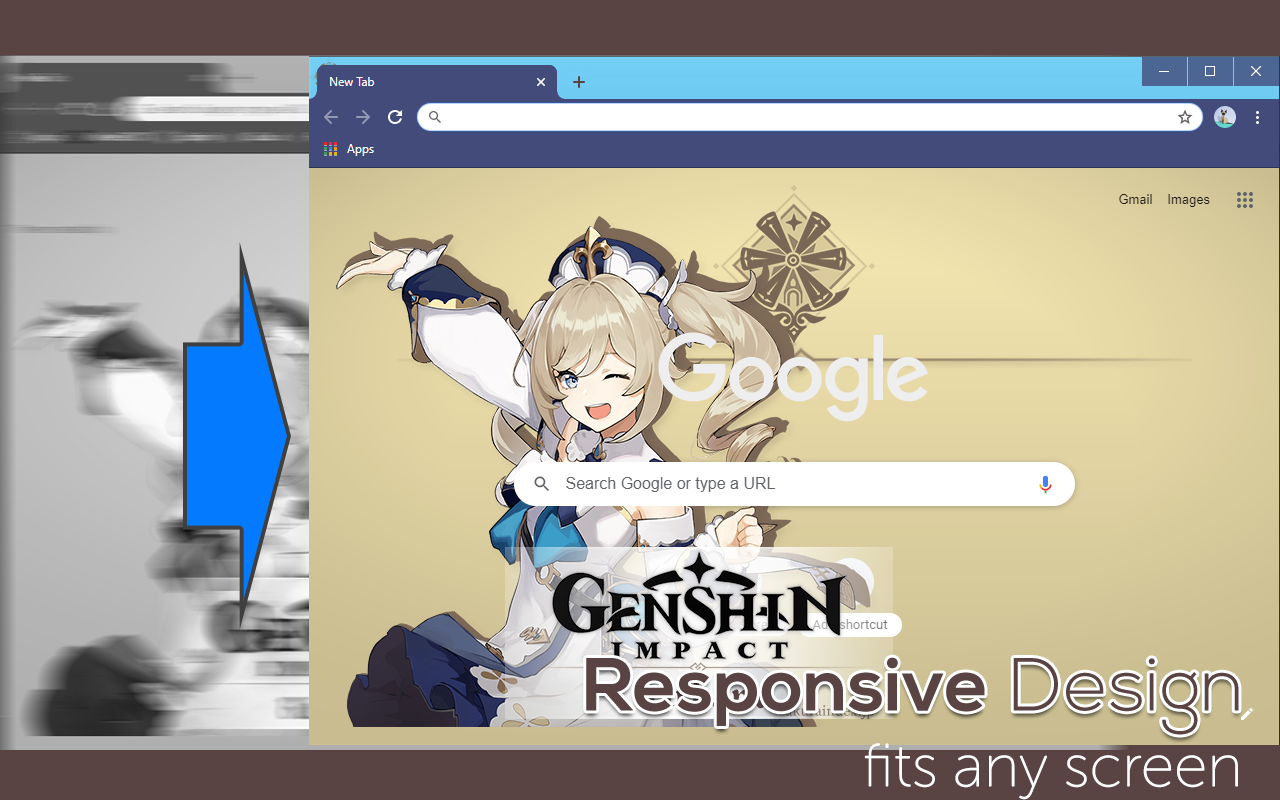 New Tab
Apps
Gmail Images
Google
Search Google or type a URL
GENSHIN
IMPACT
shortcut
Responsive Design
fits any screen